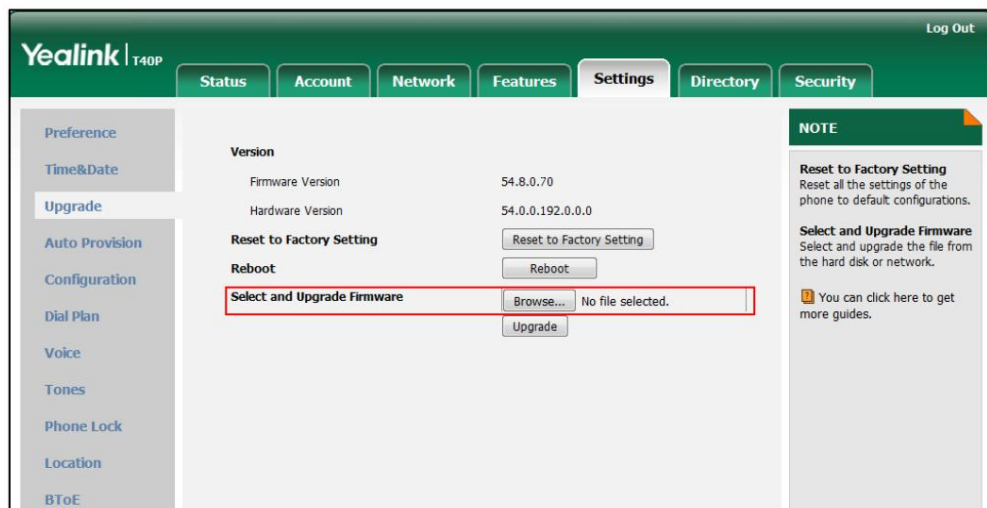 Log Out
Yealink | T40P
Status Account Network Features Settings Directory Security
Preference
Time&Date
Upgrade
Auto Provision
Configuration
Dial Plan
Voice
Tones
Phone Lock
Location
BToE
Version
Firmware Version 54.8.0.70
Hardware Version 54.0.0.192.0.0.0
Reset to Factory Setting Reset to Factory Setting
Reboot Reboot
Select and Upgrade Firmware Browse... No file selected.
Upgrade
NOTE
Reset to Factory Setting
Reset all the settings of the
phone to default configurations.
Select and Upgrade Firmware
Select and upgrade the file from
the hard disk or network.
You can click here to get
more guides.